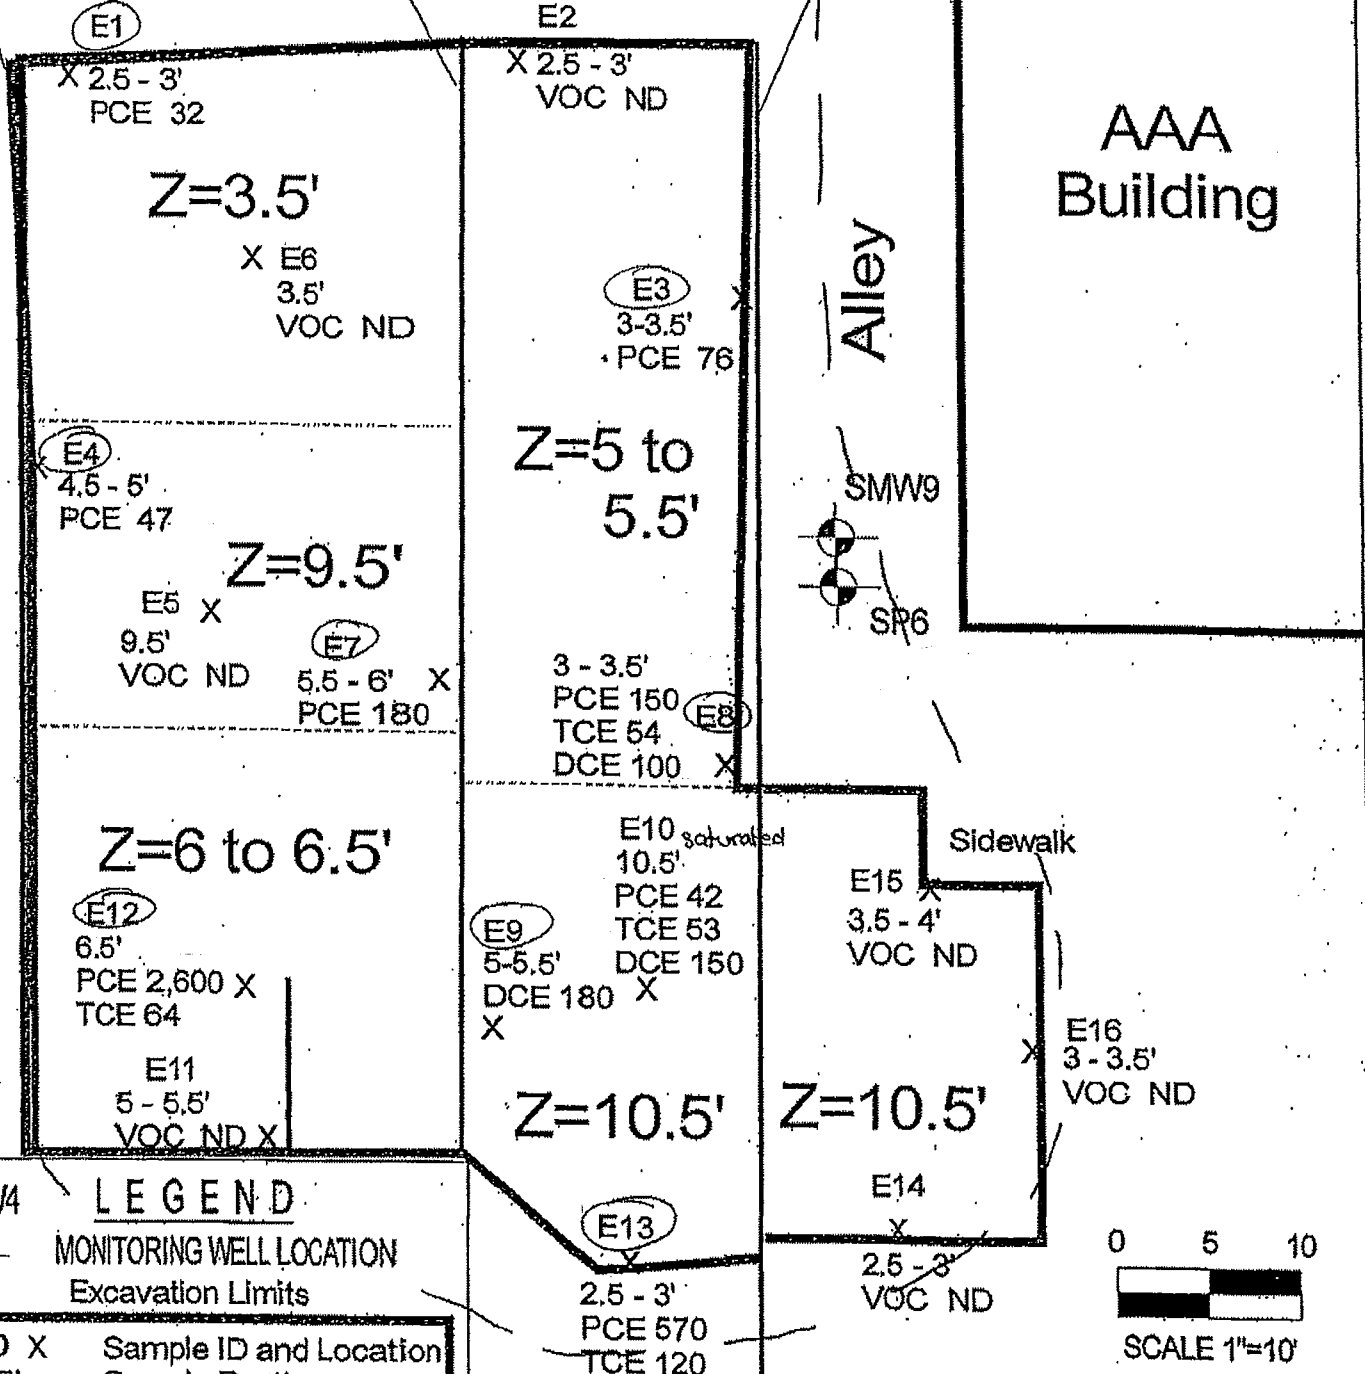 E1
2.5 - 3'
PCE 32
E2
2.5 - 3'
VOC ND
AAA
Building
Z=3.5'
X E6
3.5'
VOC ND
E3
3-3.5'
PCE 76
Alley
E4
4.5 - 5'
PCE 47
Z=5 to
5.5'
SMW9
SP6
Z=9.5'
E5 X
9.5'
VOC ND
E7
5.5 - 6' X
PCE 180
3 - 3.5'
PCE 150
E8
TCE 54
DCE 100 X
Z=6 to 6.5'
E12
6.5'
PCE 2,600 X
TCE 64
E11
5 - 5.5'
VOC ND X
E10 saturated
10.5'
PCE 42
TCE 53
DCE 150
X
E9
5-5.5'
DCE 180
X
Sidewalk
E15 X
3.5 - 4'
VOC ND
E16
X 3 - 3.5'
VOC ND
Z=10.5'
Z=10.5'
E14
X
2.5 - 3'
VOC ND
E13
X
2.5 - 3'
PCE 570
TCE 120
LEGEND
MONITORING WELL LOCATION
Excavation Limits
X Sample ID and Location
0 5 10
SCALE 1"=10'